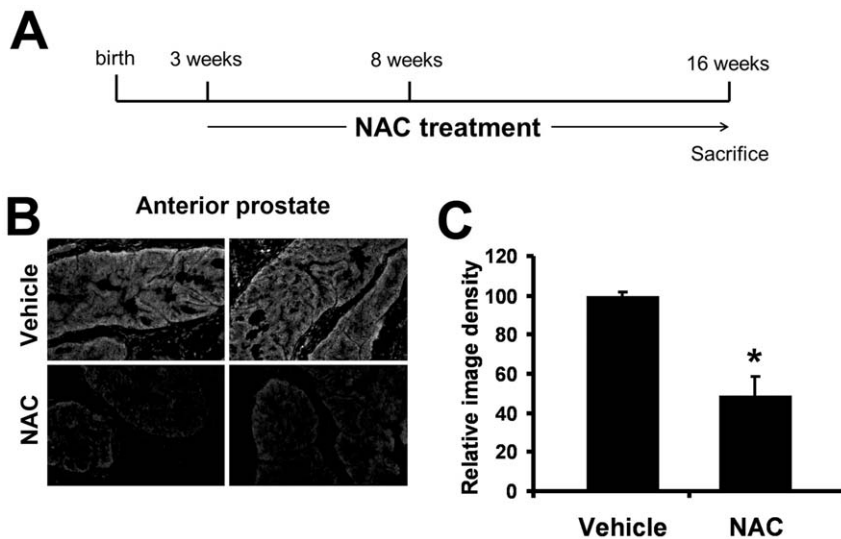 A
birth 3 weeks 8 weeks 16 weeks
NAC treatment
Sacrifice
B
Anterior prostate
Vehicle
NAC
C
Relative image density
120
100
80
60
40
20
0
*
Vehicle NAC